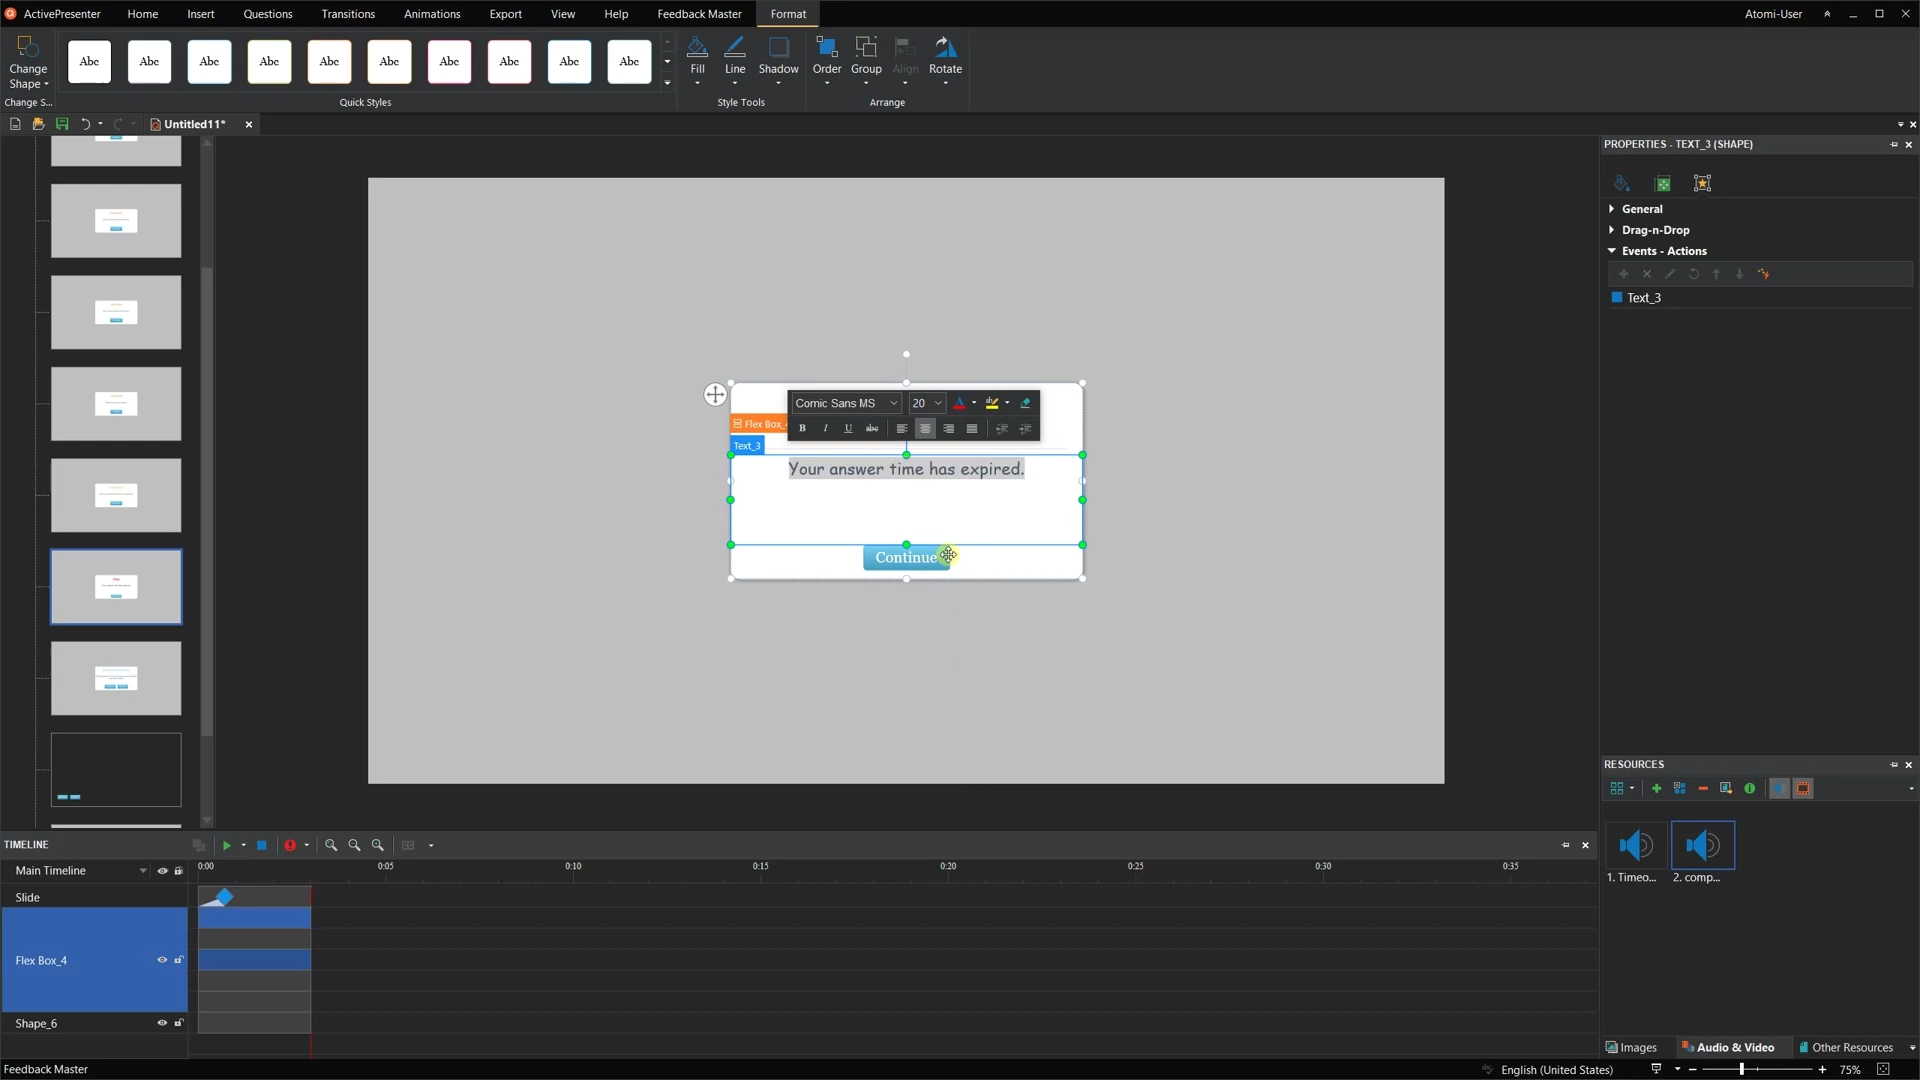 ActivePresenter
Home
Insert
Questions
Transitions
Animations
Export
View
Help
Feedback Master
Format
Atomi-User
Change
Shape
Change S...
Abc
Abc
Abc
Abc
Abc
Abc
Abc
Abc
Abc
Abc
Quick Styles
Fill
Line
Shadow
Style Tools
Order
Group
Align
Rotate
Arrange
Untitled11*
PROPERTIES - TEXT_3 (SHAPE)
General
Drag-n-Drop
Events - Actions
Text_3
Comic Sans MS
20
B
I
U
abc
Flex Box_
Text_3
Your answer time has expired.
Continue
RESOURCES
1. Timeo...
2. comp...
Images
Audio & Video
Other Resources
TIMELINE
Main Timeline
0:00
0:05
0:10
0:15
0:20
0:25
0:30
0:35
Slide
Flex Box_4
Shape_6
Feedback Master
English (United States)
75%